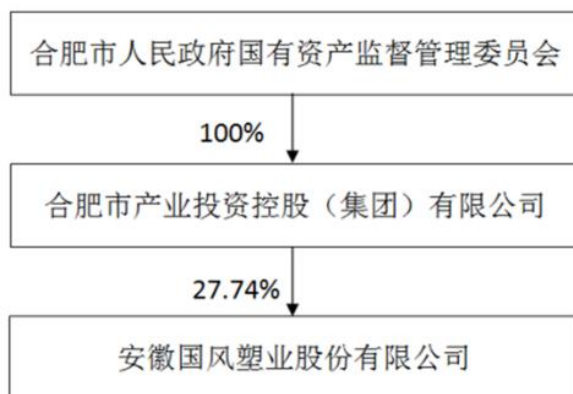 合肥市人民政府国有资产监督管理委员会
100%
合肥市产业投资控股（集团）有限公司
27.74%
安徽国风塑业股份有限公司